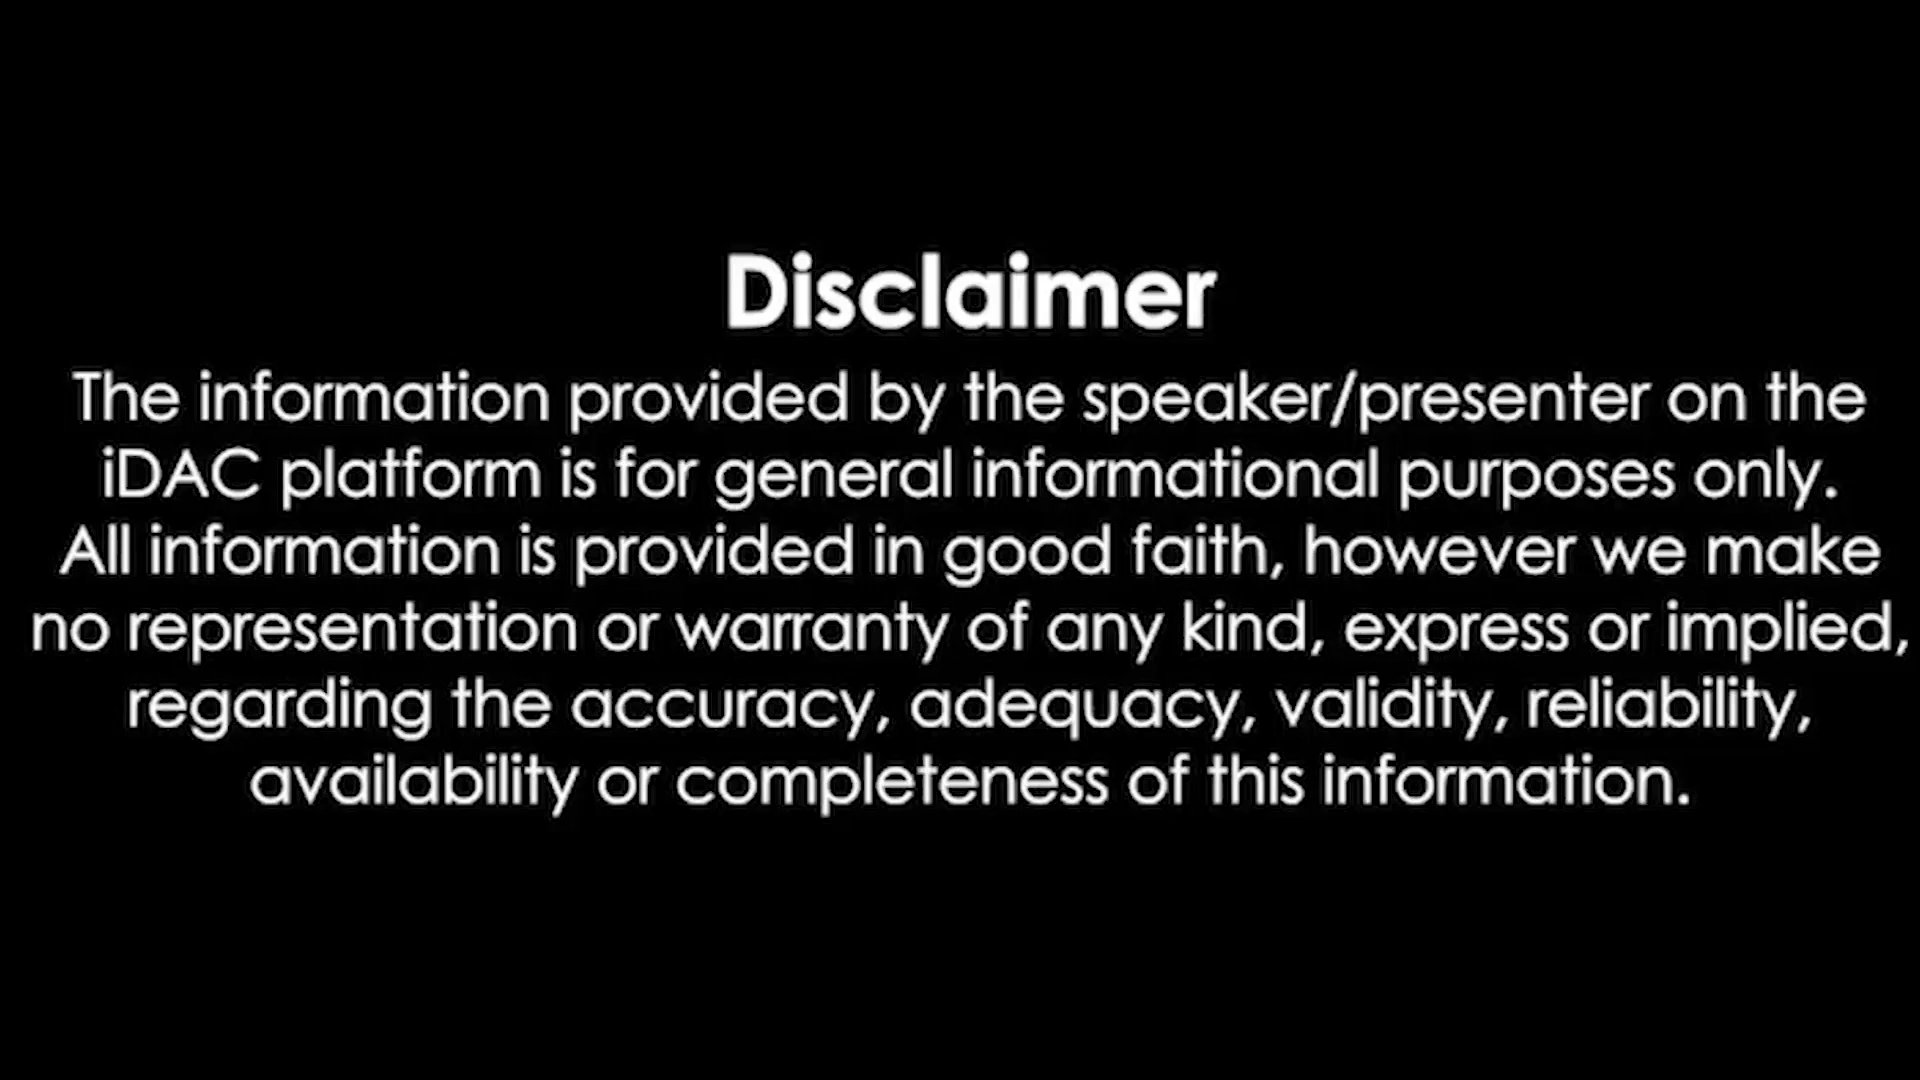 Disclaimer
The information provided by the speaker/presenter on the
iDAC platform is for general informational purposes only.
All information is provided in good faith, however we make
no representation or warranty of any kind, express or implied,
regarding the accuracy, adequacy, validity, reliability,
availability or completeness of this information.